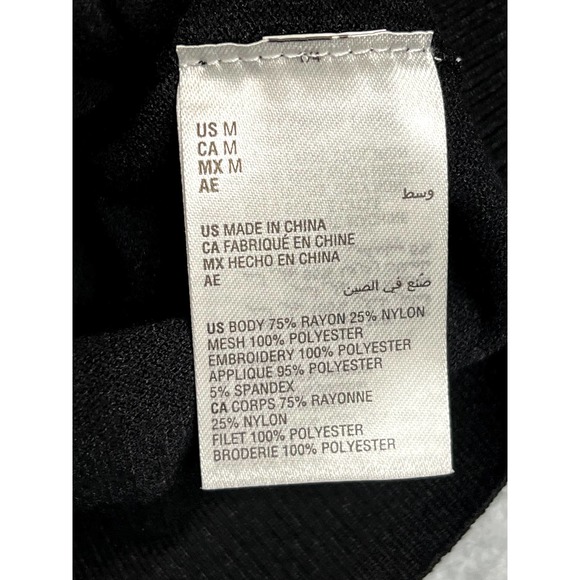 US M
CA M
MX M
AE
وسط
US MADE IN CHINA
CA FABRIQUÉ EN CHINE
MX HECHO EN CHINA
AE
صُنع في الصين
US BODY 75% RAYON 25% NYLON
MESH 100% POLYESTER
EMBROIDERY 100% POLYESTER
APPLIQUE 95% POLYESTER
5% SPANDEX
CA CORPS 75% RAYONNE
25% NYLON
FILET 100% POLYESTER
BRODERIE 100% POLYESTER